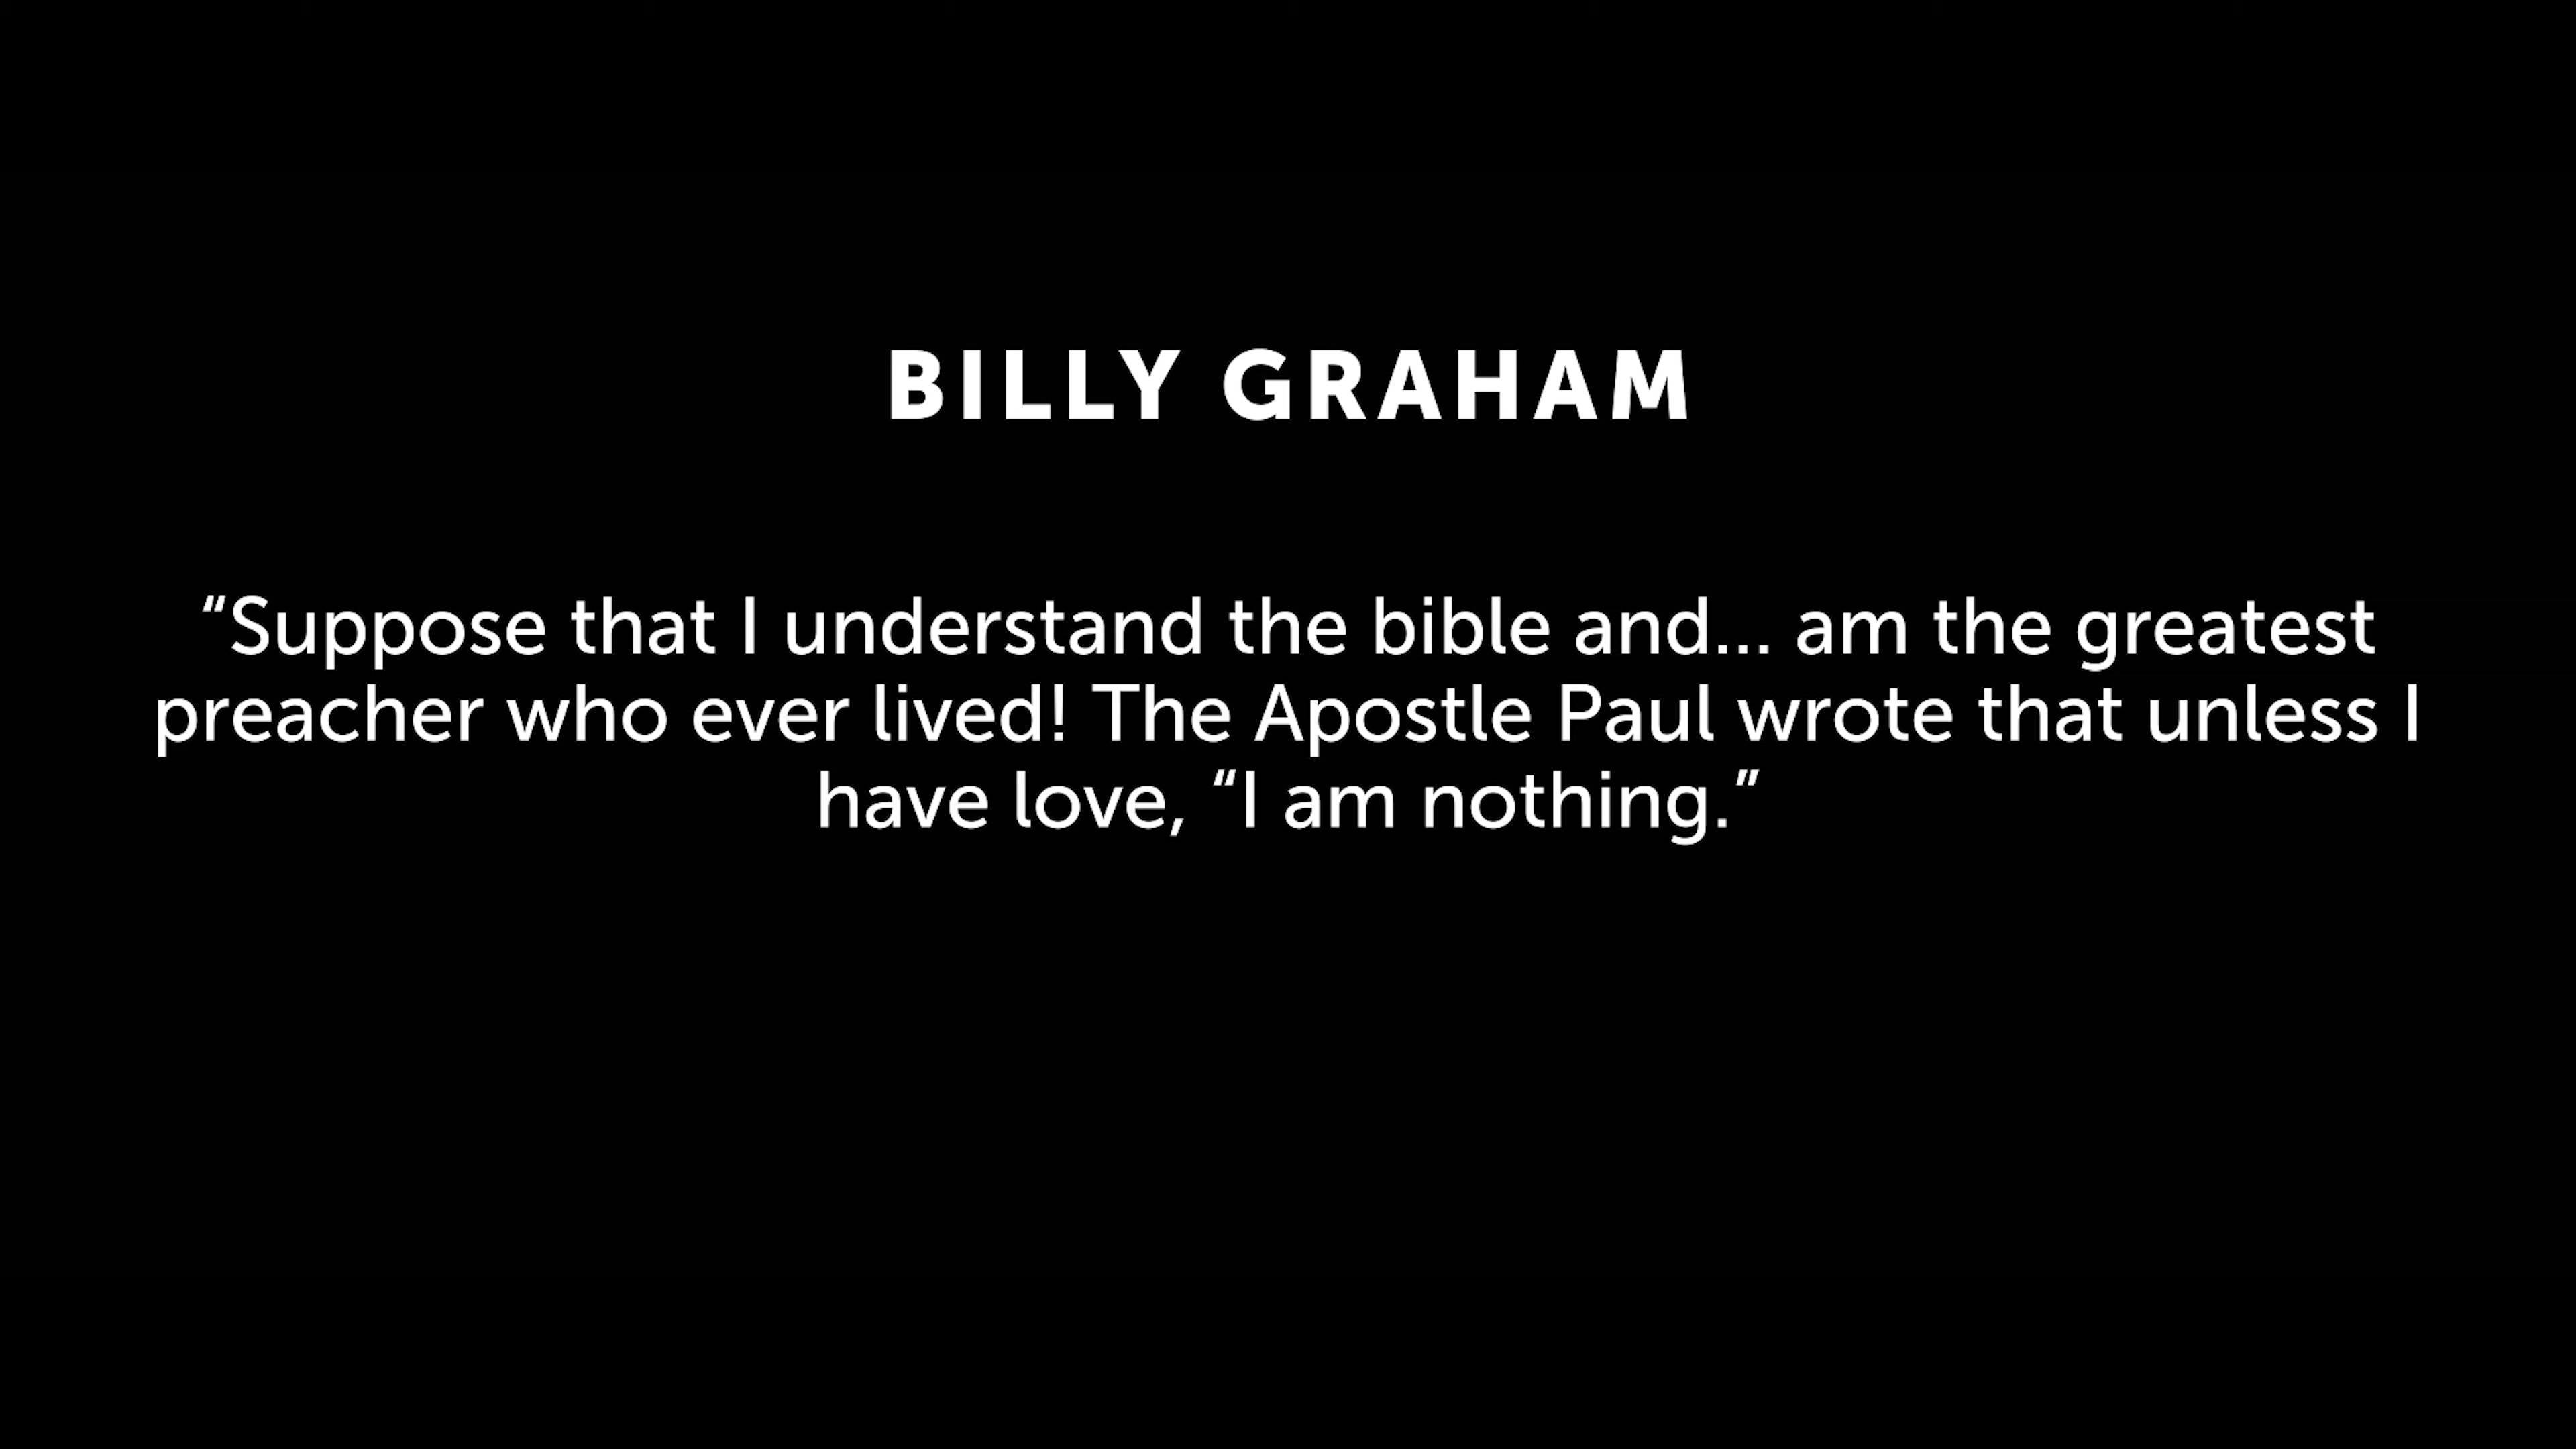 BILLY GRAHAM
“Suppose that I understand the bible and... am the greatest
preacher who ever lived! The Apostle Paul wrote that unless I
have love, “I am nothing.”